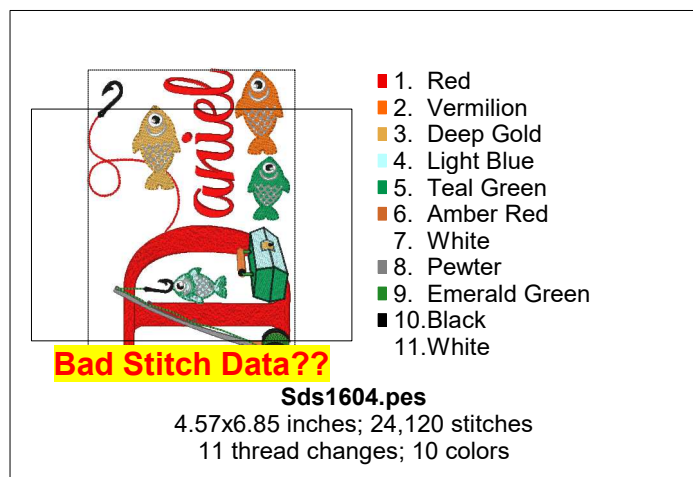 aniel
1. Red
2. Vermilion
3. Deep Gold
4. Light Blue
5. Teal Green
6. Amber Red
7. White
8. Pewter
9. Emerald Green
10.Black
11.White
Bad Stitch Data??
Sds1604.pes
4.57x6.85 inches; 24,120 stitches
11 thread changes; 10 colors